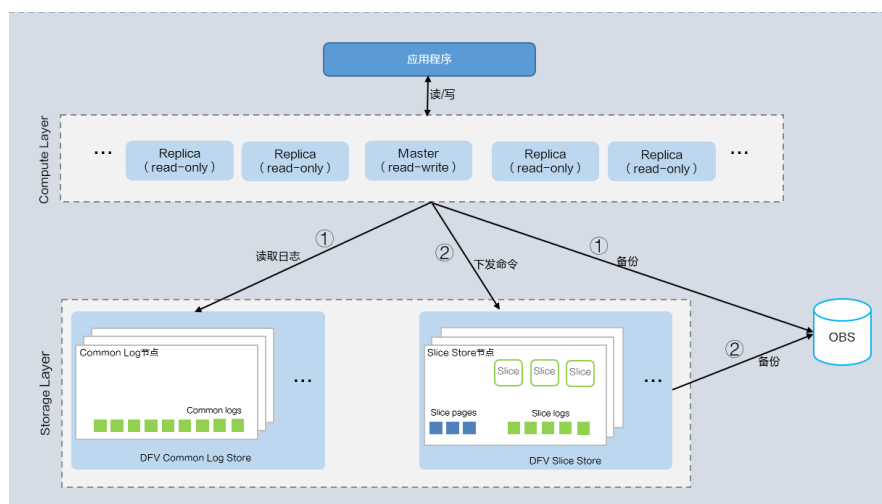 应用程序
读/写
Compute Layer
...
Replica
（read-only）
Replica
（read-only）
Master
（read-write）
Replica
（read-only）
Replica
（read-only）
...
①
读取日志
②
下发命令
①
备份
OBS
②
备份
Storage Layer
Common Log节点
Common logs
...
DFV Common Log Store
Slice Store节点
Slice
Slice
Slice
Slice pages
Slice logs
...
DFV Slice Store